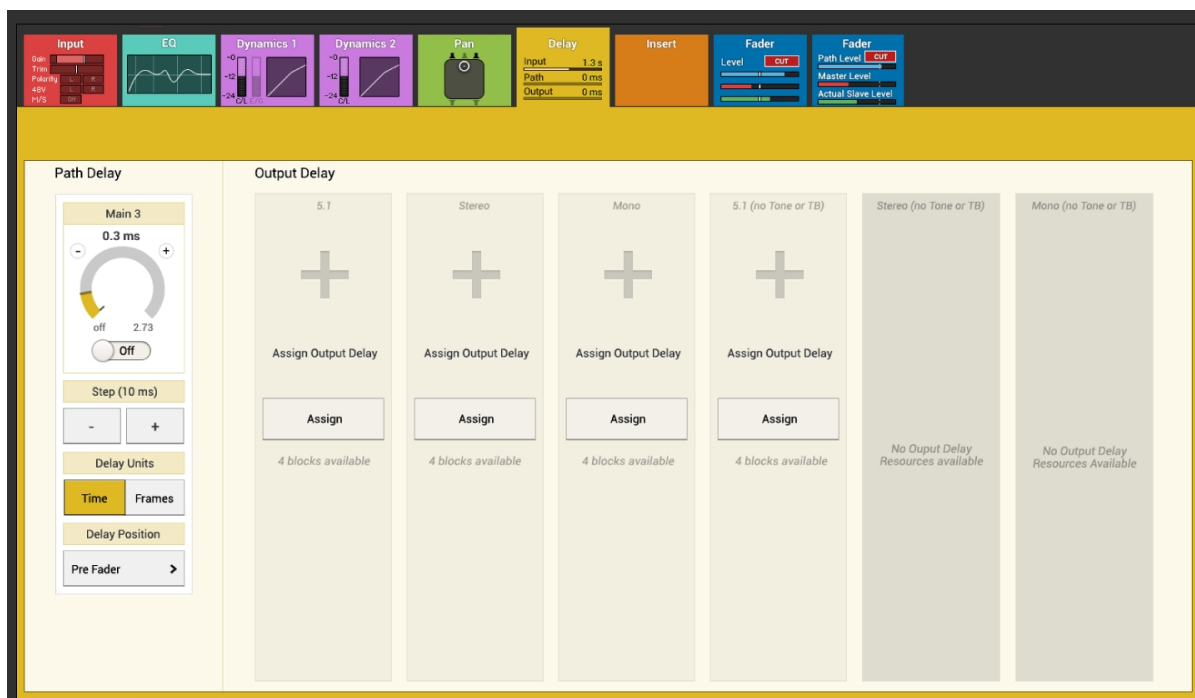 Input
Gain
Trim
Polarity L R
48V L R
M/S Off
EQ
Dynamics 1
-0
-12
-24
C/L E/G
Dynamics 2
-0
-12
-24
C/L
Pan
Delay
Input 1.3 s
Path 0 ms
Output 0 ms
Insert
Fader
Level CUT
Fader
Path Level CUT
Master Level
Actual Slave Level
Path Delay
Main 3
0.3 ms
- +
off 2.73
Off
Step (10 ms)
- +
Delay Units
Time Frames
Delay Position
Pre Fader >
Output Delay
5.1
Assign Output Delay
Assign
4 blocks available
Stereo
Assign Output Delay
Assign
4 blocks available
Mono
Assign Output Delay
Assign
4 blocks available
5.1 (no Tone or TB)
Assign Output Delay
Assign
4 blocks available
Stereo (no Tone or TB)
No Ouput Delay
Resources available
Mono (no Tone or TB)
No Output Delay
Resources Available